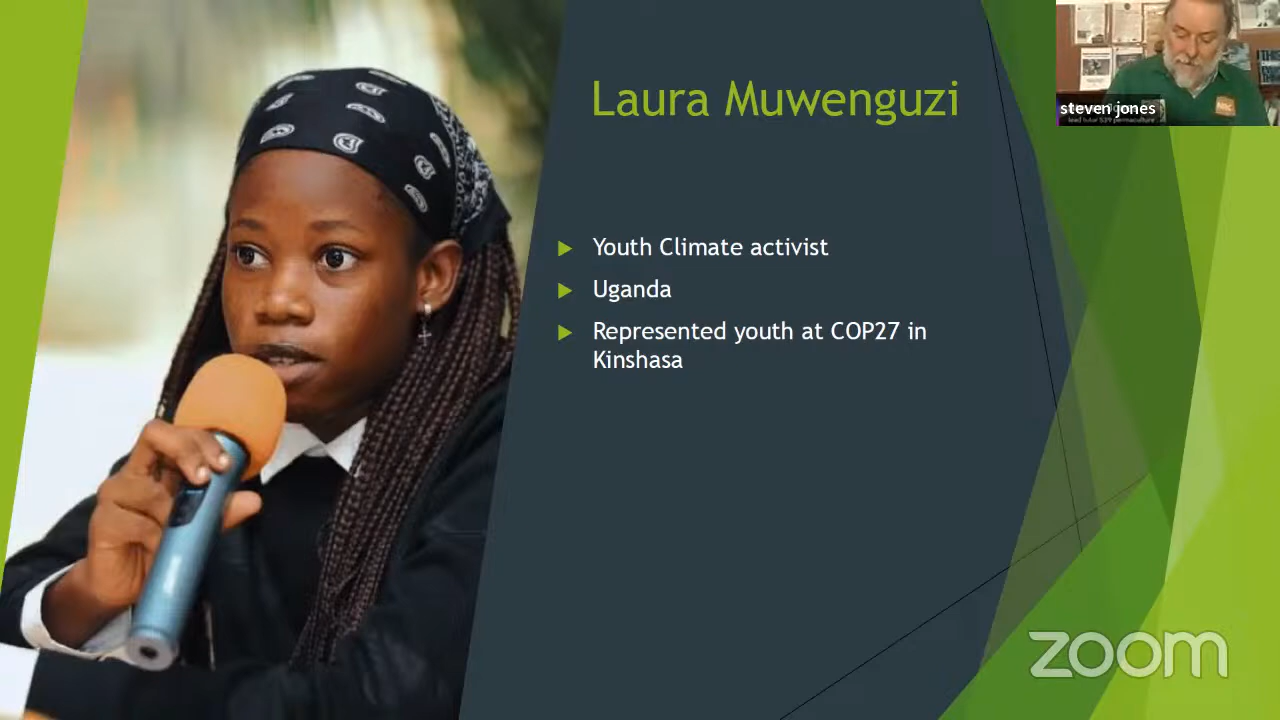 Laura Muwenguzi
Youth Climate activist
Uganda
Represented youth at COP27 in
Kinshasa
steven jones
zoom